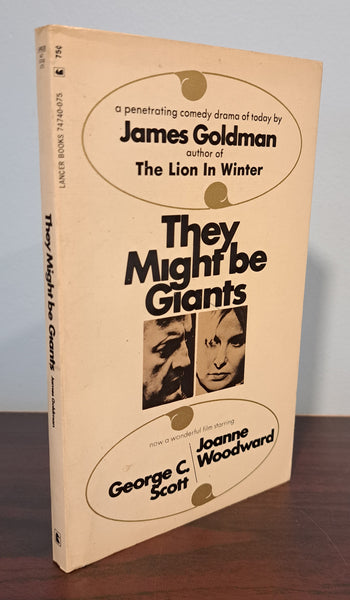 75¢
LANCER BOOKS 74740-075
They Might be Giants
James Goldman
a penetrating comedy drama of today by
James Goldman
author of
The Lion In Winter
They
Might be
Giants
now a wonderful film starring
George C.
Scott
Joanne
Woodward